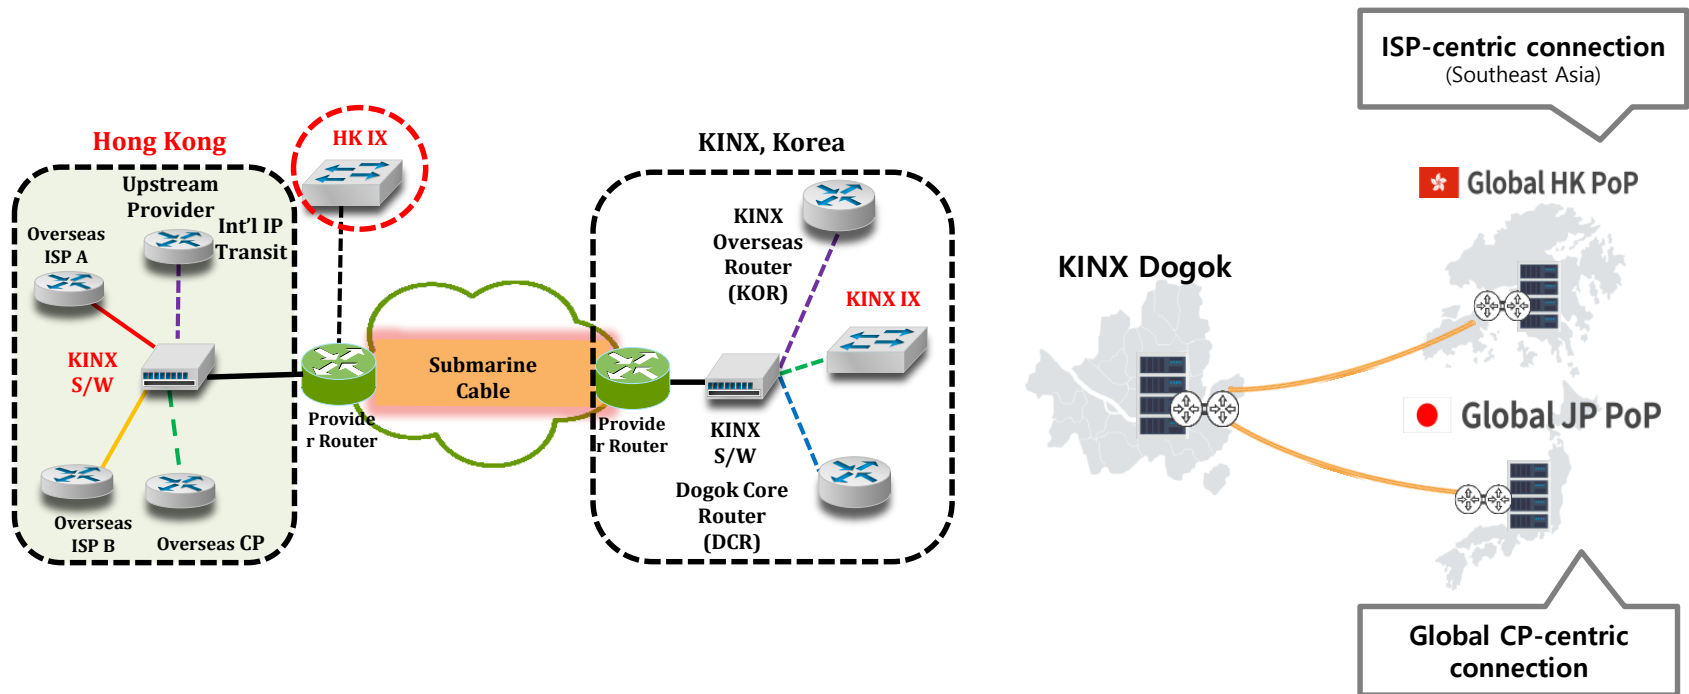 Hong Kong
HK IX
KINX, Korea
Upstream
Provider
Int'l IP
Transit
Overseas
ISP A
KINX
S/W
Overseas
ISP B
Overseas CP
Provide
r Router
Submarine
Cable
Provide
r Router
KINX
Overseas
Router
(KOR)
KINX IX
KINX
S/W
Dogok Core
Router
(DCR)
ISP-centric connection
(Southeast Asia)
Global HK PoP
KINX Dogok
Global JP PoP
Global CP-centric
connection